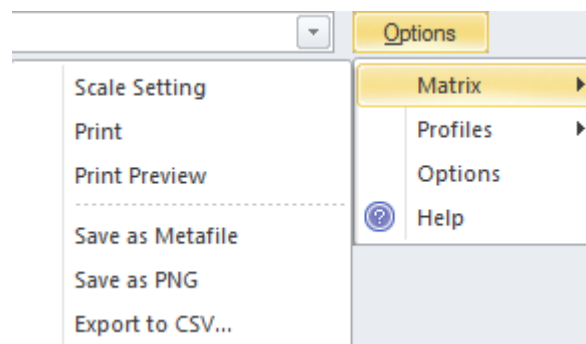 Options
Matrix
Profiles
Options
Help
Scale Setting
Print
Print Preview
Save as Metafile
Save as PNG
Export to CSV...